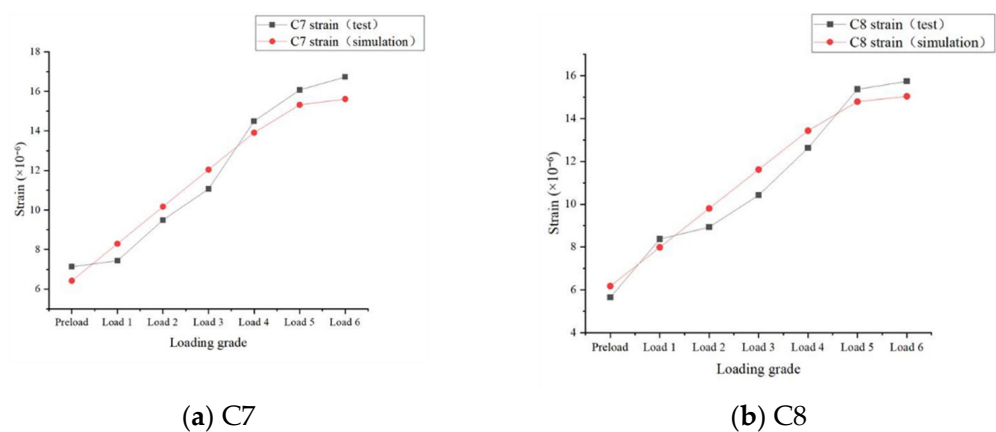 C7 strain（test）
C7 strain（simulation）
18
16
14
12
10
8
6
Strain (×10⁻⁶)
Preload Load 1 Load 2 Load 3 Load 4 Load 5 Load 6
Loading grade
(a) C7
C8 strain（test）
C8 strain（simulation）
16
14
12
10
8
6
4
Strain (×10⁻⁶)
Preload Load 1 Load 2 Load 3 Load 4 Load 5 Load 6
Loading grade
(b) C8